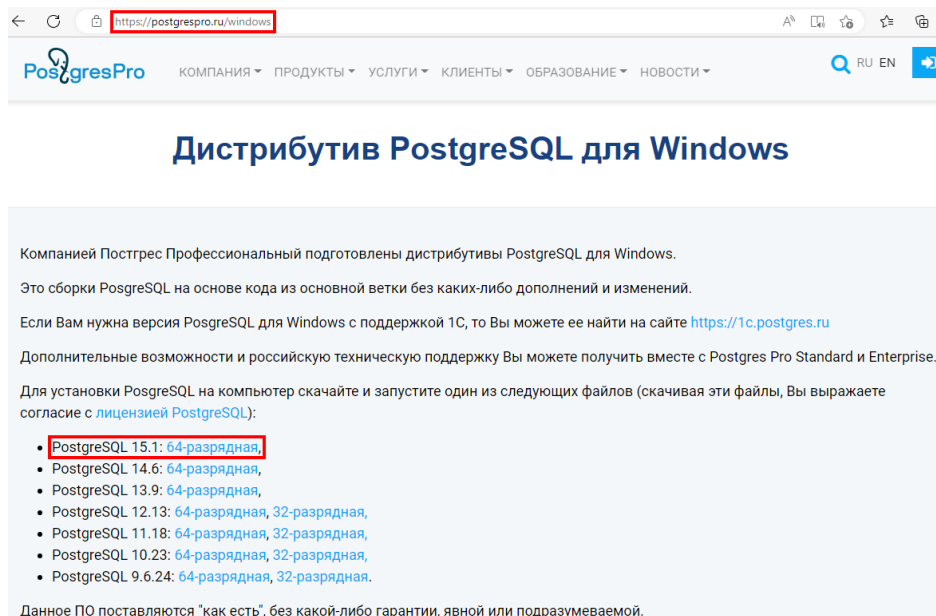 https://postgrespro.ru/windows
PostgresPro
КОМПАНИЯ ПРОДУКТЫ УСЛУГИ КЛИЕНТЫ ОБРАЗОВАНИЕ НОВОСТИ RU EN
Дистрибутив PostgreSQL для Windows
Компанией Постгрес Профессиональный подготовлены дистрибутивы PostgreSQL для Windows.
Это сборки PosgreSQL на основе кода из основной ветки без каких-либо дополнений и изменений.
Если Вам нужна версия PosgreSQL для Windows с поддержкой 1С, то Вы можете ее найти на сайте https://1c.postgres.ru
Дополнительные возможности и российскую техническую поддержку Вы можете получить вместе с Postgres Pro Standard и Enterprise.
Для установки PosgreSQL на компьютер скачайте и запустите один из следующих файлов (скачивая эти файлы, Вы выражаете
согласие с лицензией PostgreSQL):
• PostgreSQL 15.1: 64-разрядная,
• PostgreSQL 14.6: 64-разрядная,
• PostgreSQL 13.9: 64-разрядная,
• PostgreSQL 12.13: 64-разрядная, 32-разрядная,
• PostgreSQL 11.18: 64-разрядная, 32-разрядная,
• PostgreSQL 10.23: 64-разрядная, 32-разрядная,
• PostgreSQL 9.6.24: 64-разрядная, 32-разрядная.
Данное ПО поставляются "как есть", без какой-либо гарантии, явной или подразумеваемой.